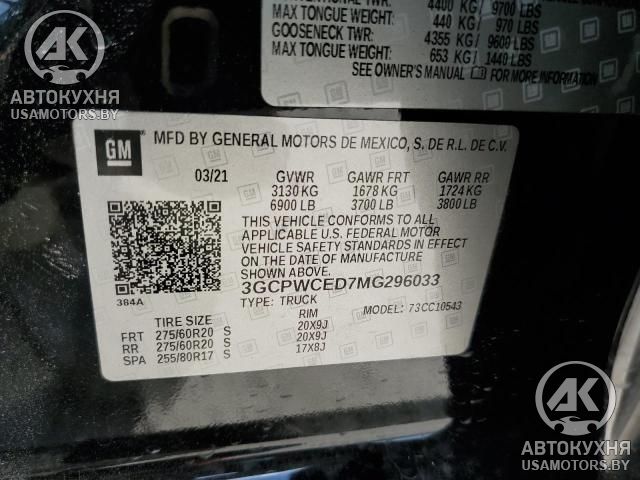 4400 KG/ 9700 LBS
MAX TONGUE WEIGHT: 440 KG/ 970 LBS
GOOSENECK TWR: 4355 KG/ 9600 LBS
MAX TONGUE WEIGHT: 653 KG/ 1440 LBS
SEE OWNER'S MANUAL FOR MORE INFORMATION
AK
АВТОКУХНЯ
USAMOTORS.BY
GM
MFD BY GENERAL MOTORS DE MEXICO, S. DE R.L. DE C.V.
03/21 GVWR GAWR FRT GAWR RR
3130 KG 1678 KG 1724 KG
6900 LB 3700 LB 3800 LB
THIS VEHICLE CONFORMS TO ALL
APPLICABLE U.S. FEDERAL MOTOR
VEHICLE SAFETY STANDARDS IN EFFECT
ON THE DATE OF MANUFACTURE
SHOWN ABOVE.
3GCPWCED7MG296033
384A
TYPE: TRUCK MODEL: 73CC10543
TIRE SIZE RIM
FRT 275/60R20 S 20X9J
RR 275/60R20 S 20X9J
SPA 255/80R17 S 17X8J
AK
АВТОКУХНЯ
USAMOTORS.BY